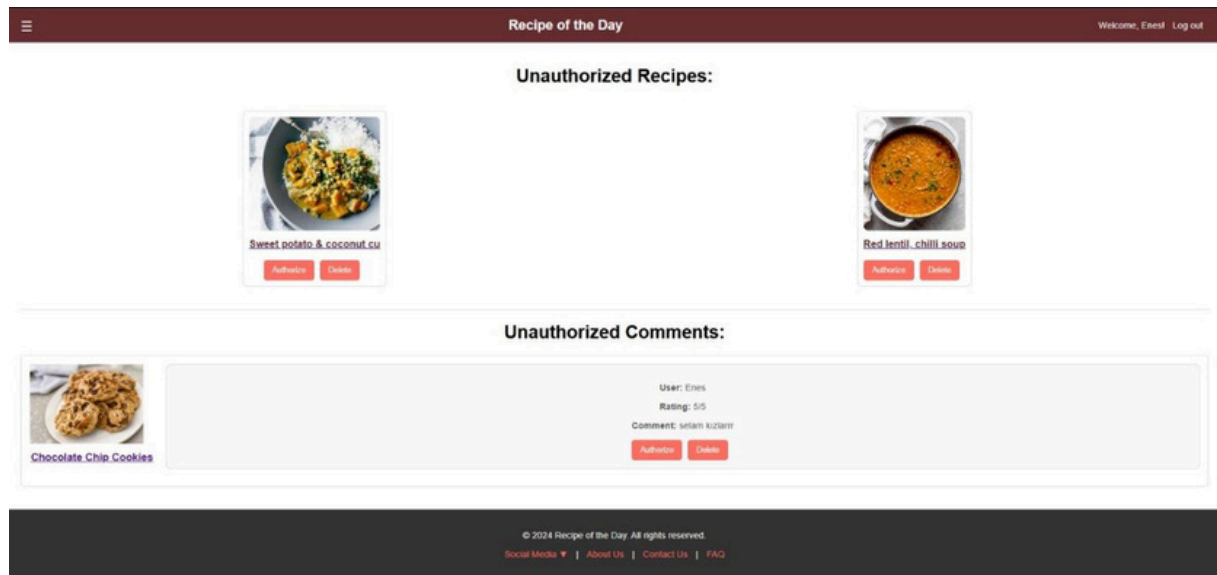 ☰ Recipe of the Day Welcome, Enes! Log out
Unauthorized Recipes:
Sweet potato & coconut cu
Authorize Delete
Red lentil, chilli soup
Authorize Delete
Unauthorized Comments:
Chocolate Chip Cookies
User: Enes
Rating: 5/5
Comment: selam kızlarrr
Authorize Delete
© 2024 Recipe of the Day. All rights reserved.
Social Media ▼ | About Us | Contact Us | FAQ